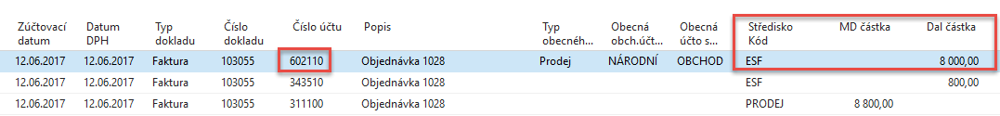 Zúčtovací datum Datum DPH Typ dokladu Číslo dokladu Číslo účtu Popis Typ obecnéh... Obecná obch.účt... Obecná účto s... Středisko Kód MD částka Dal částka
12.06.2017 12.06.2017 Faktura 103055 602110 Objednávka 1028 Prodej NÁRODNÍ OBCHOD ESF 8 000,00
12.06.2017 12.06.2017 Faktura 103055 343510 Objednávka 1028 ESF 800,00
12.06.2017 12.06.2017 Faktura 103055 311100 Objednávka 1028 PRODEJ 8 800,00